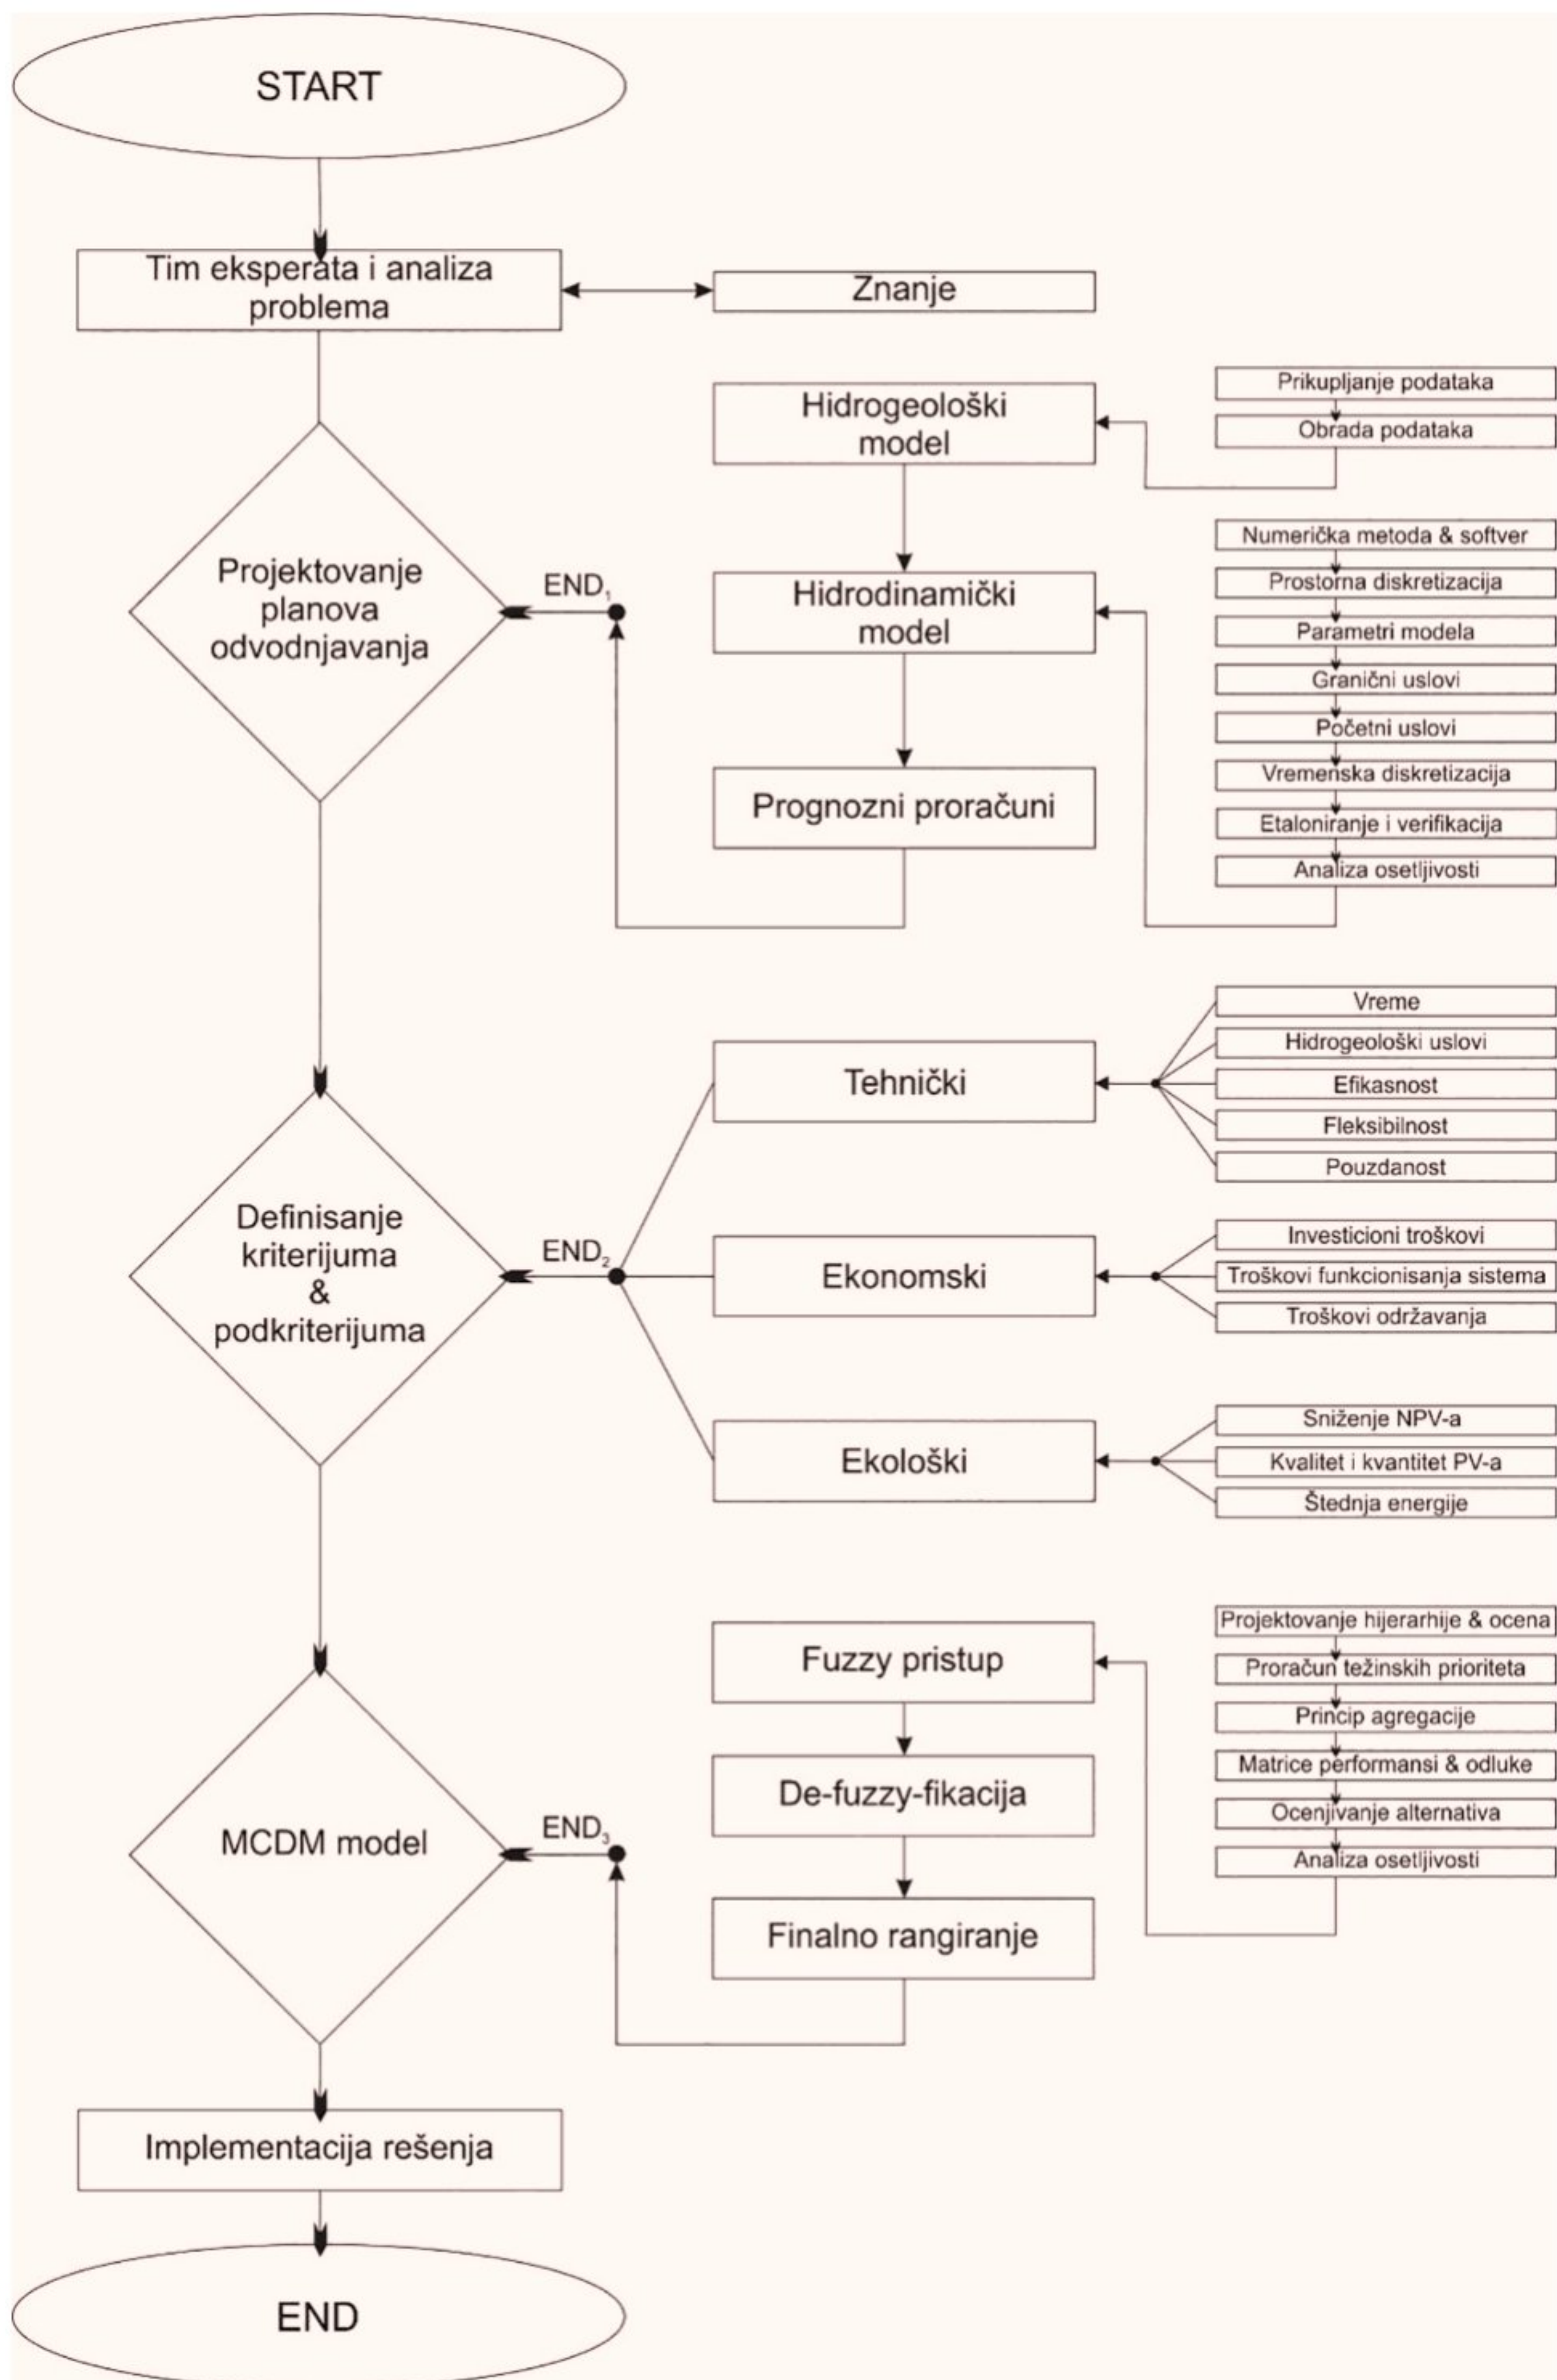 START
Tim eksperata i analiza
problema
Znanje
Hidrogeološki
model
Prikupljanje podataka
Obrada podataka
Projektovanje
planova
odvodnjavanja
END₁
Hidrodinamički
model
Numerička metoda & softver
Prostorna diskretizacija
Parametri modela
Granični uslovi
Početni uslovi
Vremenska diskretizacija
Etaloniranje i verifikacija
Analiza osetljivosti
Prognozni proračuni
Definisanje
kriterijuma
&
podkriterijuma
END₂
Tehnički
Vreme
Hidrogeološki uslovi
Efikasnost
Fleksibilnost
Pouzdanost
Ekonomski
Investicioni troškovi
Troškovi funkcionisanja sistema
Troškovi održavanja
Ekološki
Sniženje NPV-a
Kvalitet i kvantitet PV-a
Štednja energije
MCDM model
END₃
Fuzzy pristup
De-fuzzy-fikacija
Finalno rangiranje
Projektovanje hijerarhije & ocena
Proračun težinskih prioriteta
Princip agregacije
Matrice performansi & odluke
Ocenjivanje alternativa
Analiza osetljivosti
Implementacija rešenja
END